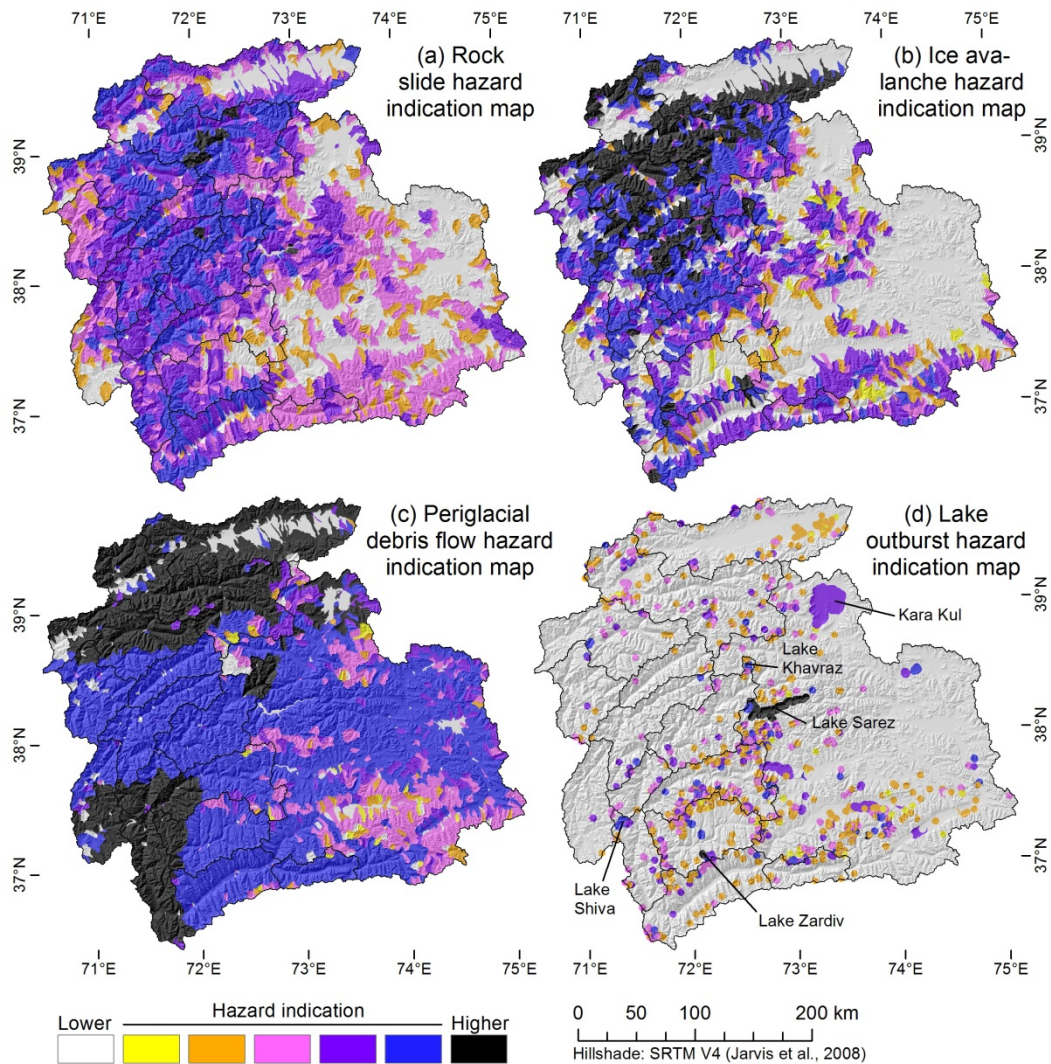 71°E 72°E 73°E 74°E 75°E 71°E 72°E 73°E 74°E 75°E
(a) Rock
slide hazard
indication map
(b) Ice ava-
lanche hazard
indication map
39°N
38°N
37°N
39°N
38°N
37°N
(c) Periglacial
debris flow hazard
indication map
(d) Lake
outburst hazard
indication map
39°N
38°N
37°N
39°N
38°N
37°N
Kara Kul
Lake
Khavraz
Lake Sarez
Lake
Shiva
Lake Zardiv
71°E 72°E 73°E 74°E 75°E 71°E 72°E 73°E 74°E 75°E
Hazard indication
Lower Higher
0 50 100 200 km
Hillshade: SRTM V4 (Jarvis et al., 2008)